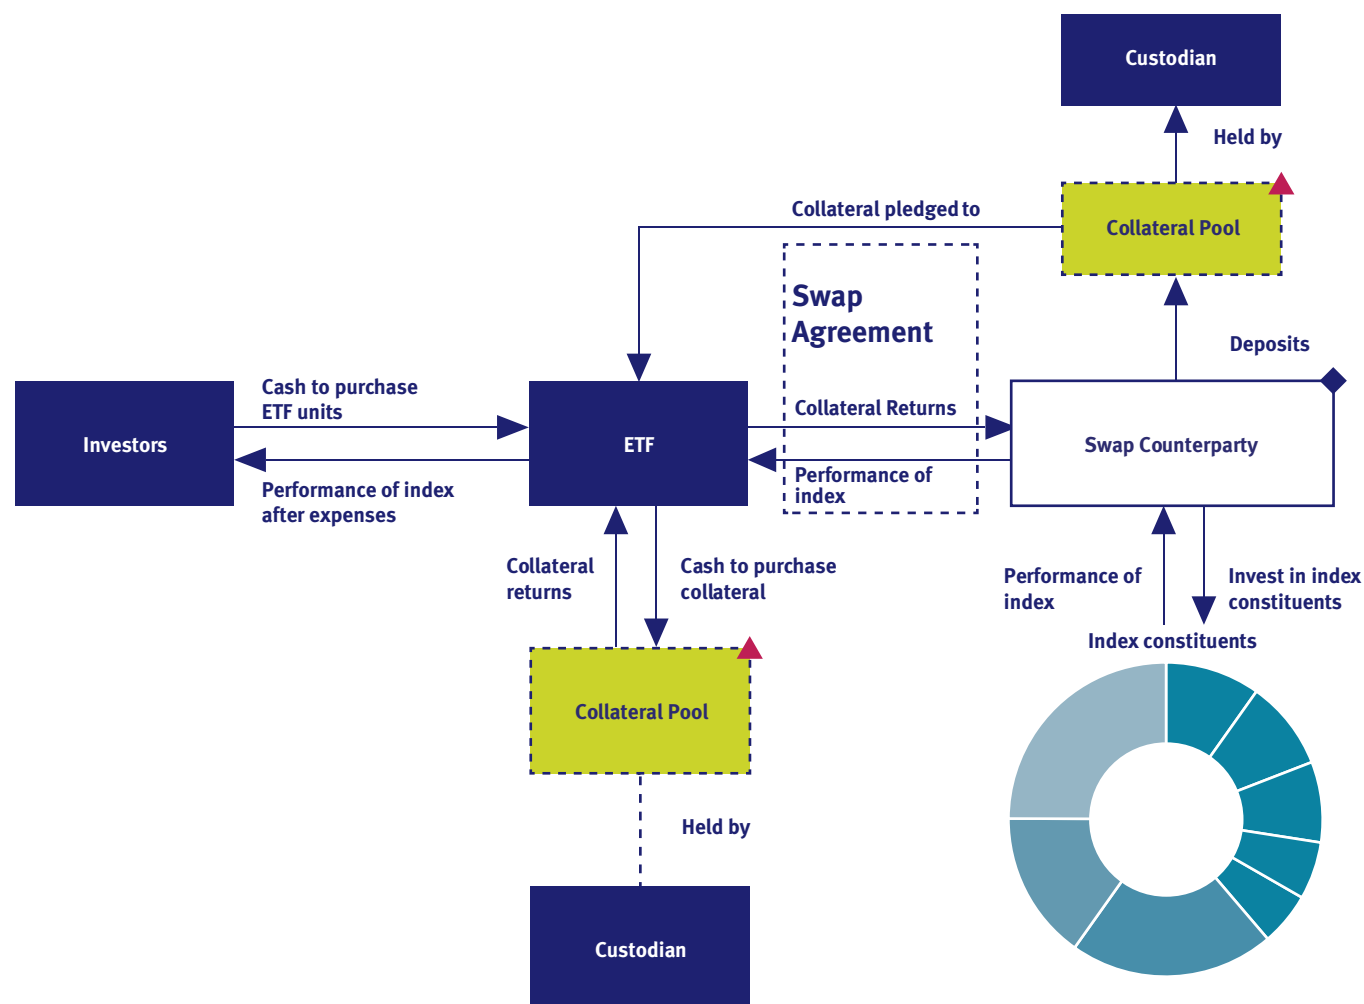 Custodian
Held by
Collateral pledged to
Collateral Pool
Swap
Agreement
Deposits
Cash to purchase
ETF units
Collateral Returns
Investors
ETF
Swap Counterparty
Performance of index
after expenses
Performance of
index
Collateral
returns
Cash to purchase
collateral
Performance of
index
Invest in index
constituents
Index constituents
Collateral Pool
Held by
Custodian